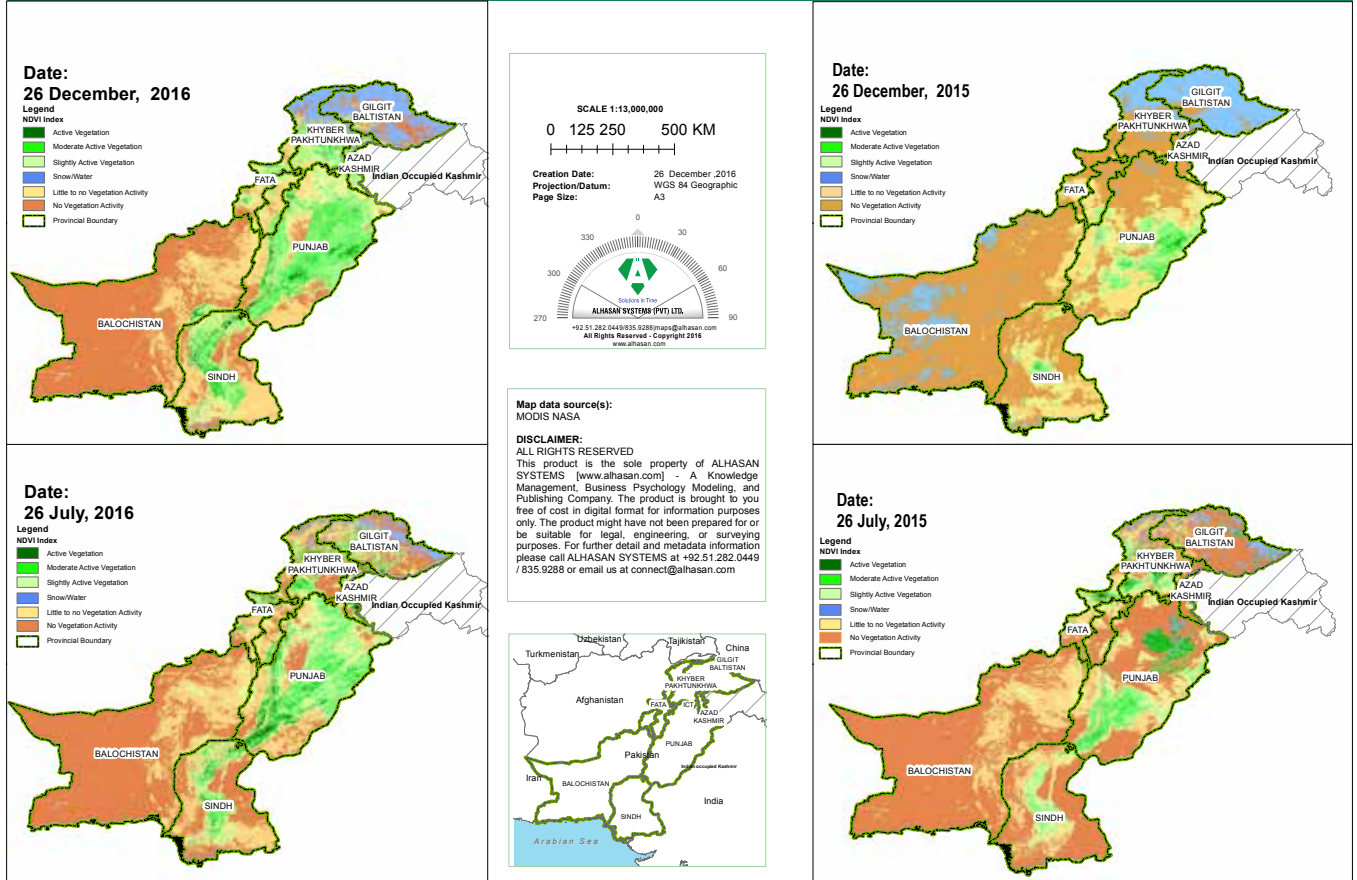 Date:
26 December, 2016
Legend
NDVI Index
Active Vegetation
Moderate Active Vegetation
Slightly Active Vegetation
Snow/Water
Little to no Vegetation Activity
No Vegetation Activity
Provincial Boundary
GILGIT
BALTISTAN
KHYBER
PAKHTUNKHWA
AZAD
KASHMIR
Indian Occupied Kashmir
FATA
PUNJAB
BALOCHISTAN
SINDH
SCALE 1:13,000,000
0 125 250 500 KM
Creation Date: 26 December ,2016
Projection/Datum: WGS 84 Geographic
Page Size: A3
0
330 30
300 60
270 90
A
Solutions in Time
ALHASAN SYSTEMS (PVT) LTD.
+92.51.282.0449/835.9288|maps@alhasan.com
All Rights Reserved - Copyright 2016
www.alhasan.com
Date:
26 December, 2015
Legend
NDVI Index
Active Vegetation
Moderate Active Vegetation
Slightly Active Vegetation
Snow/Water
Little to no Vegetation Activity
No Vegetation Activity
Provincial Boundary
GILGIT
BALTISTAN
KHYBER
PAKHTUNKHWA
AZAD
KASHMIR
Indian Occupied Kashmir
FATA
PUNJAB
BALOCHISTAN
SINDH
Map data source(s):
MODIS NASA
DISCLAIMER:
ALL RIGHTS RESERVED
This product is the sole property of ALHASAN
SYSTEMS [www.alhasan.com] - A Knowledge
Management, Business Psychology Modeling, and
Publishing Company. The product is brought to you
free of cost in digital format for information purposes
only. The product might have not been prepared for or
be suitable for legal, engineering, or surveying
purposes. For further detail and metadata information
please call ALHASAN SYSTEMS at +92.51.282.0449
/ 835.9288 or email us at connect@alhasan.com
Date:
26 July, 2016
Legend
NDVI Index
Active Vegetation
Moderate Active Vegetation
Slightly Active Vegetation
Snow/Water
Little to no Vegetation Activity
No Vegetation Activity
Provincial Boundary
GILGIT
BALTISTAN
KHYBER
PAKHTUNKHWA
AZAD
KASHMIR
Indian Occupied Kashmir
FATA
PUNJAB
BALOCHISTAN
SINDH
Uzbekistan
Tajikistan
Turkmenistan
China
GILGIT
BALTISTAN
KHYBER
PAKHTUNKHWA
Afghanistan
FATA
ICT
AZAD
KASHMIR
PUNJAB
Pakistan
Indian occupied Kashmir
Iran
BALOCHISTAN
India
SINDH
Arabian Sea
Date:
26 July, 2015
Legend
NDVI Index
Active Vegetation
Moderate Active Vegetation
Slightly Active Vegetation
Snow/Water
Little to no Vegetation Activity
No Vegetation Activity
Provincial Boundary
GILGIT
BALTISTAN
KHYBER
PAKHTUNKHWA
AZAD
KASHMIR
Indian Occupied Kashmir
FATA
PUNJAB
BALOCHISTAN
SINDH